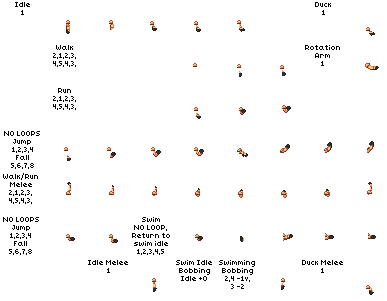 Idle
1
Duck
1
Walk
2,1,2,3,
4,5,4,3,
Rotation
Arm
1
Run
2,1,2,3,
4,5,4,3,
NO LOOPS
Jump
1,2,3,4
Fall
5,6,7,8
Walk/Run
Melee
2,1,2,3,
4,5,4,3,
NO LOOPS
Jump
1,2,3,4
Fall
5,6,7,8
Swim
NO LOOP,
Return to
swim idle
1,2,3,4,5
Idle Melee
1
Swim Idle
Bobbing
Idle +0
Swimming
Bobbing
2,4 -1y,
3 -2
Duck Melee
1